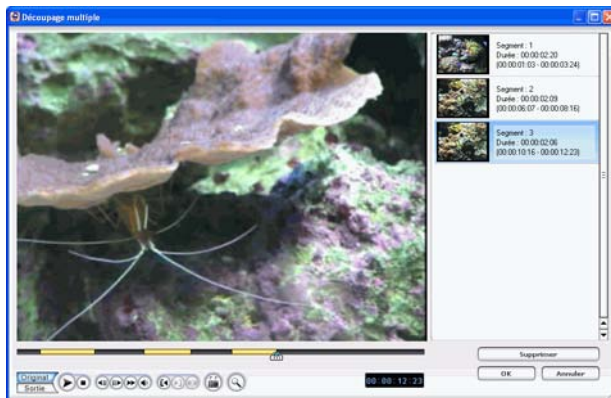 Découpage multiple
Segment : 1
Durée : 00:00:02:20
(00:00:01:03 - 00:00:03:24)
Segment : 2
Durée : 00:00:02:09
(00:00:06:07 - 00:00:08:16)
Segment : 3
Durée : 00:00:02:06
(00:00:10:16 - 00:00:12:23)
Supprimer
Original
Sortie
00:00:12:23
OK
Annuler